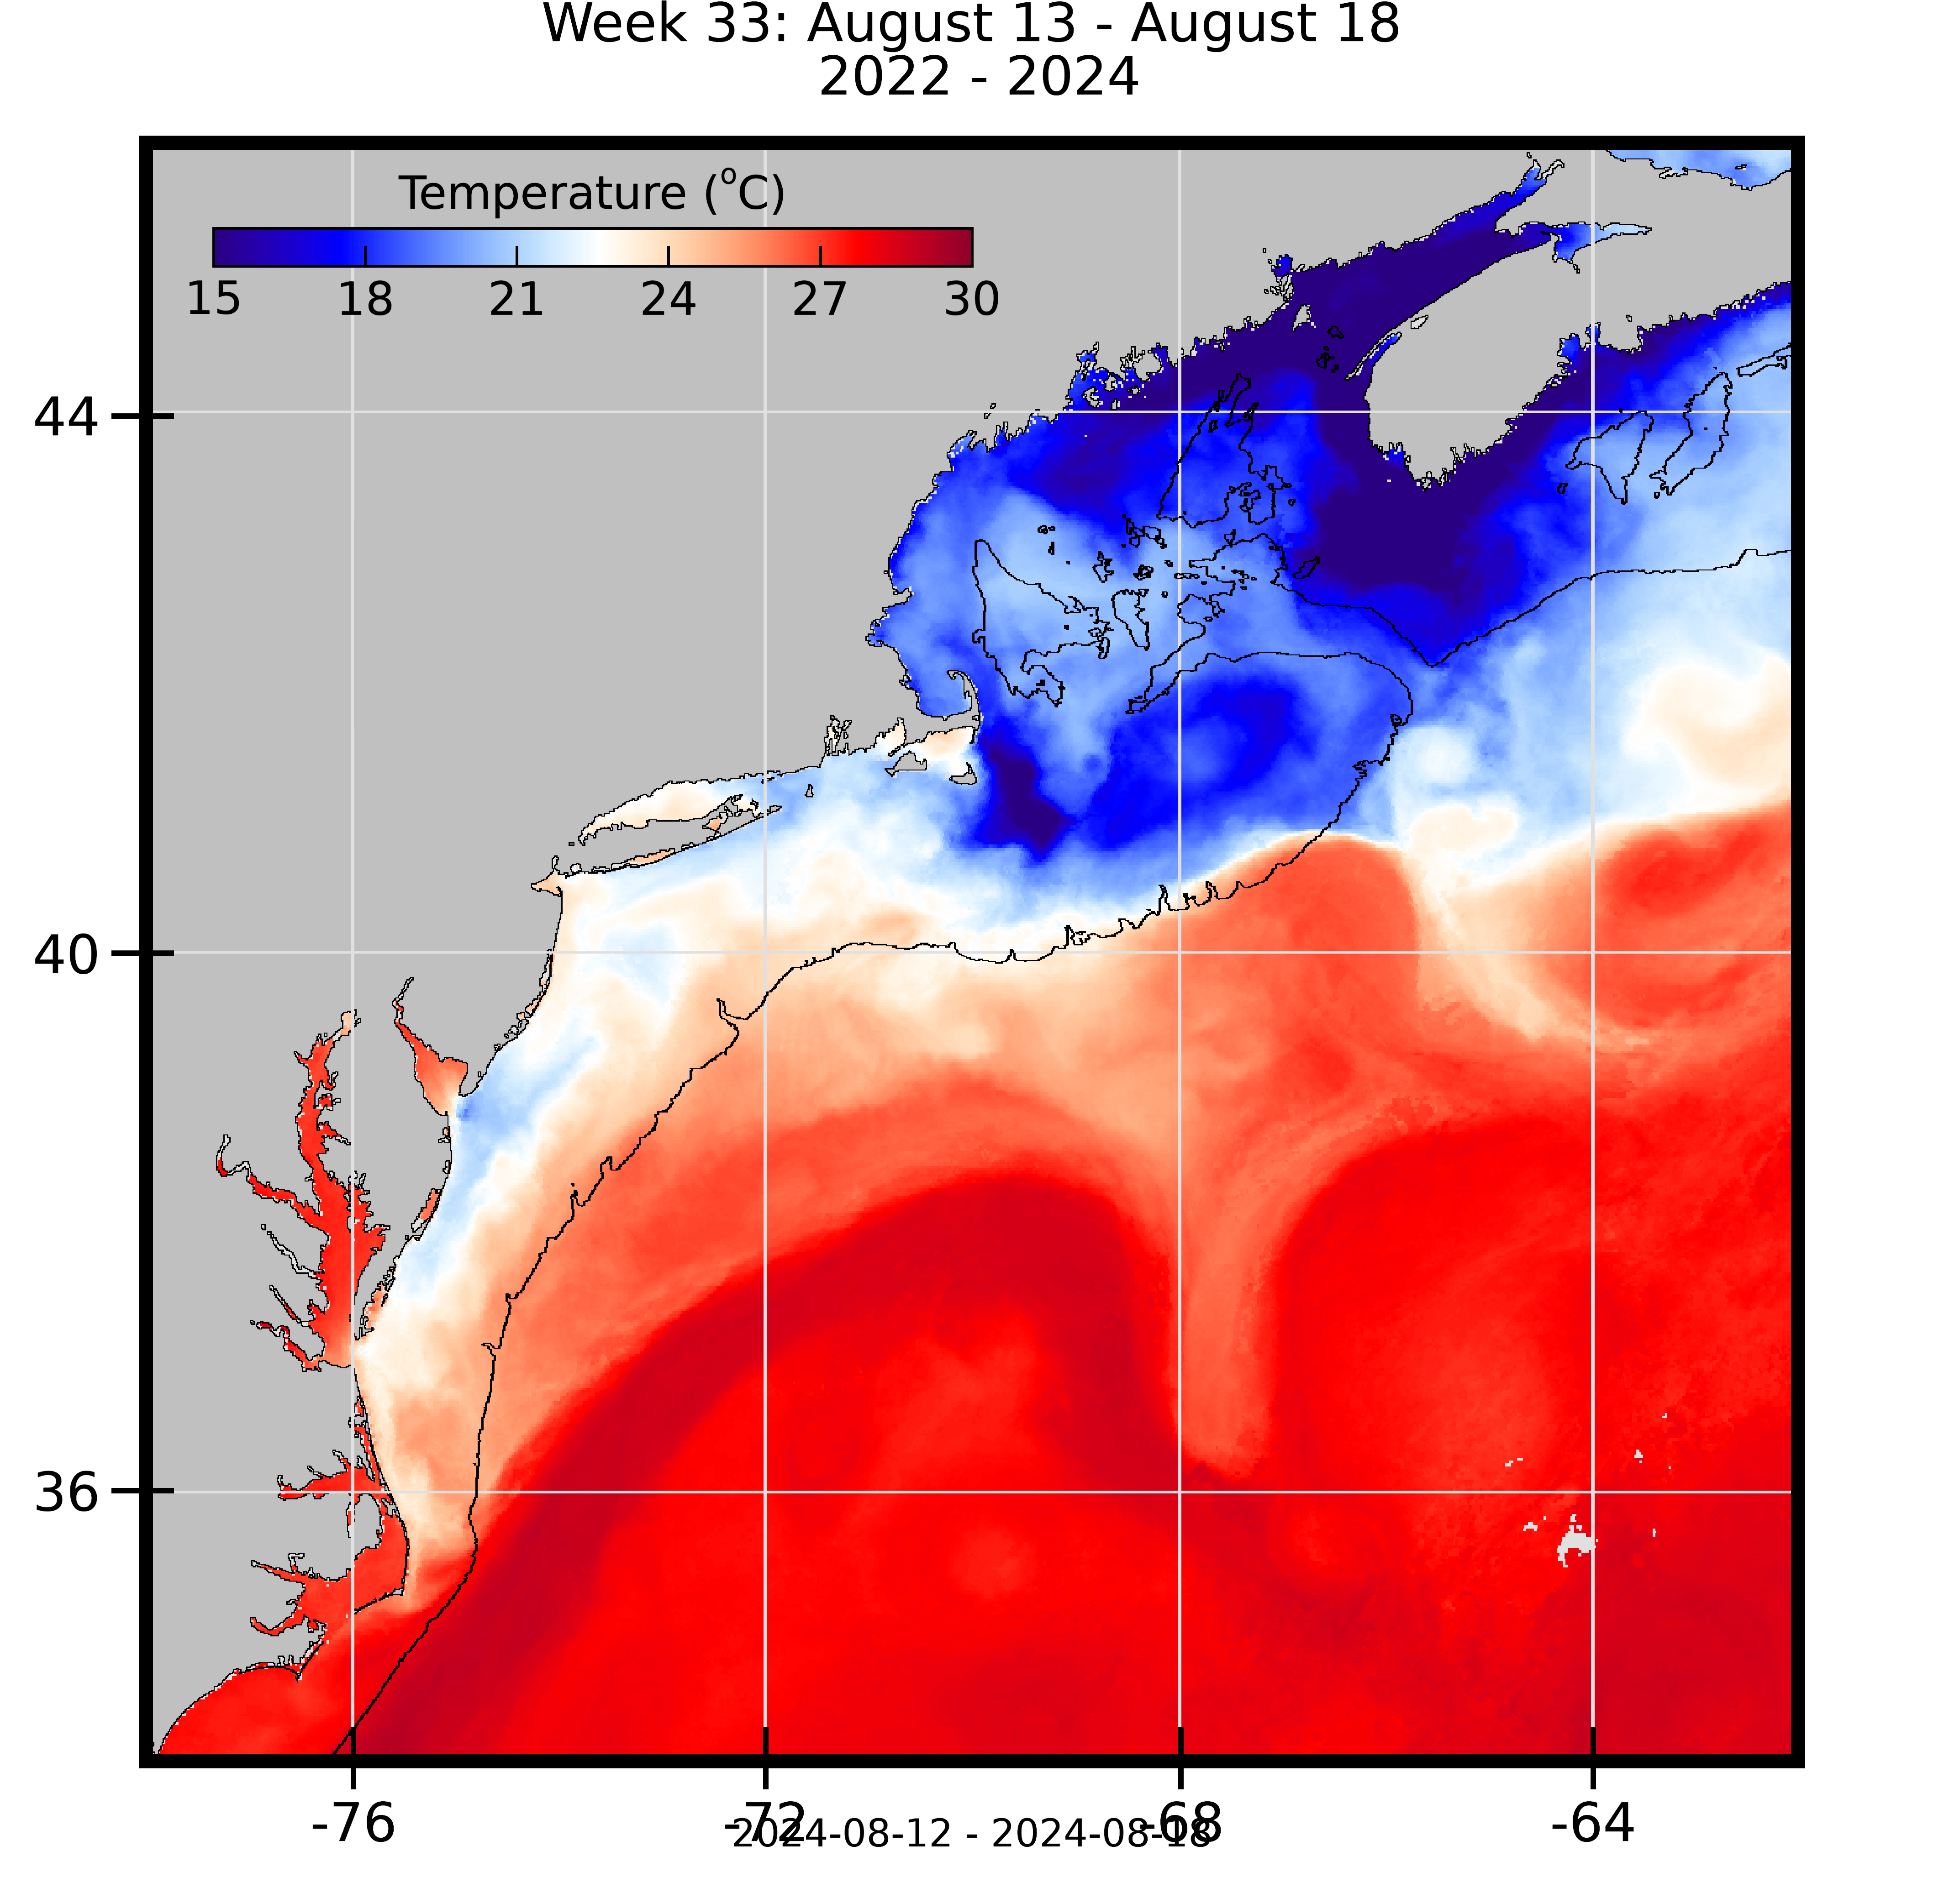 Week 33: August 13 - August 18
2022 - 2024
Temperature (°C)
15 18 21 24 27 30
44
40
36
-76 -72 -68 -64
2024-08-12 - 2024-08-18